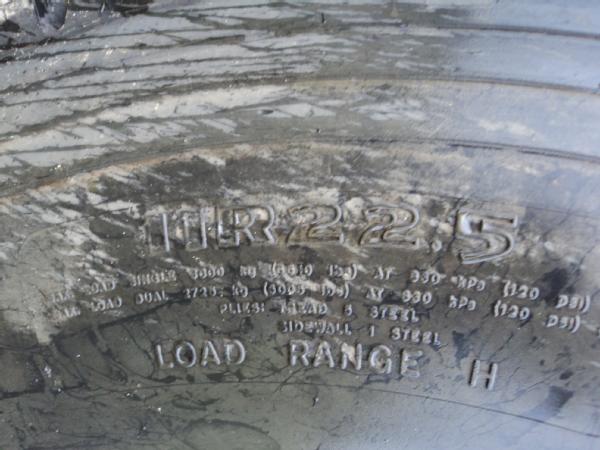 11R22.5
MAX LOAD SINGLE 3000 kg (6610 lbs) AT 830 kPa (120 PSI)
MAX LOAD DUAL 2725 kg (6005 lbs) AT 830 kPa (120 PSI)
PLIES: TREAD 5 STEEL
SIDEWALL 1 STEEL
LOAD RANGE H